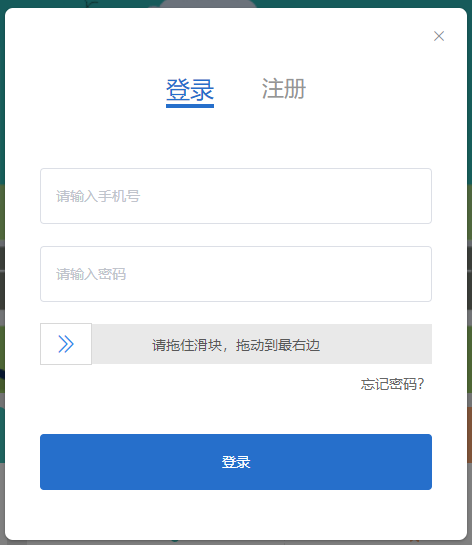 登录 注册
请输入手机号
请输入密码
请拖住滑块，拖动到最右边
忘记密码?
登录